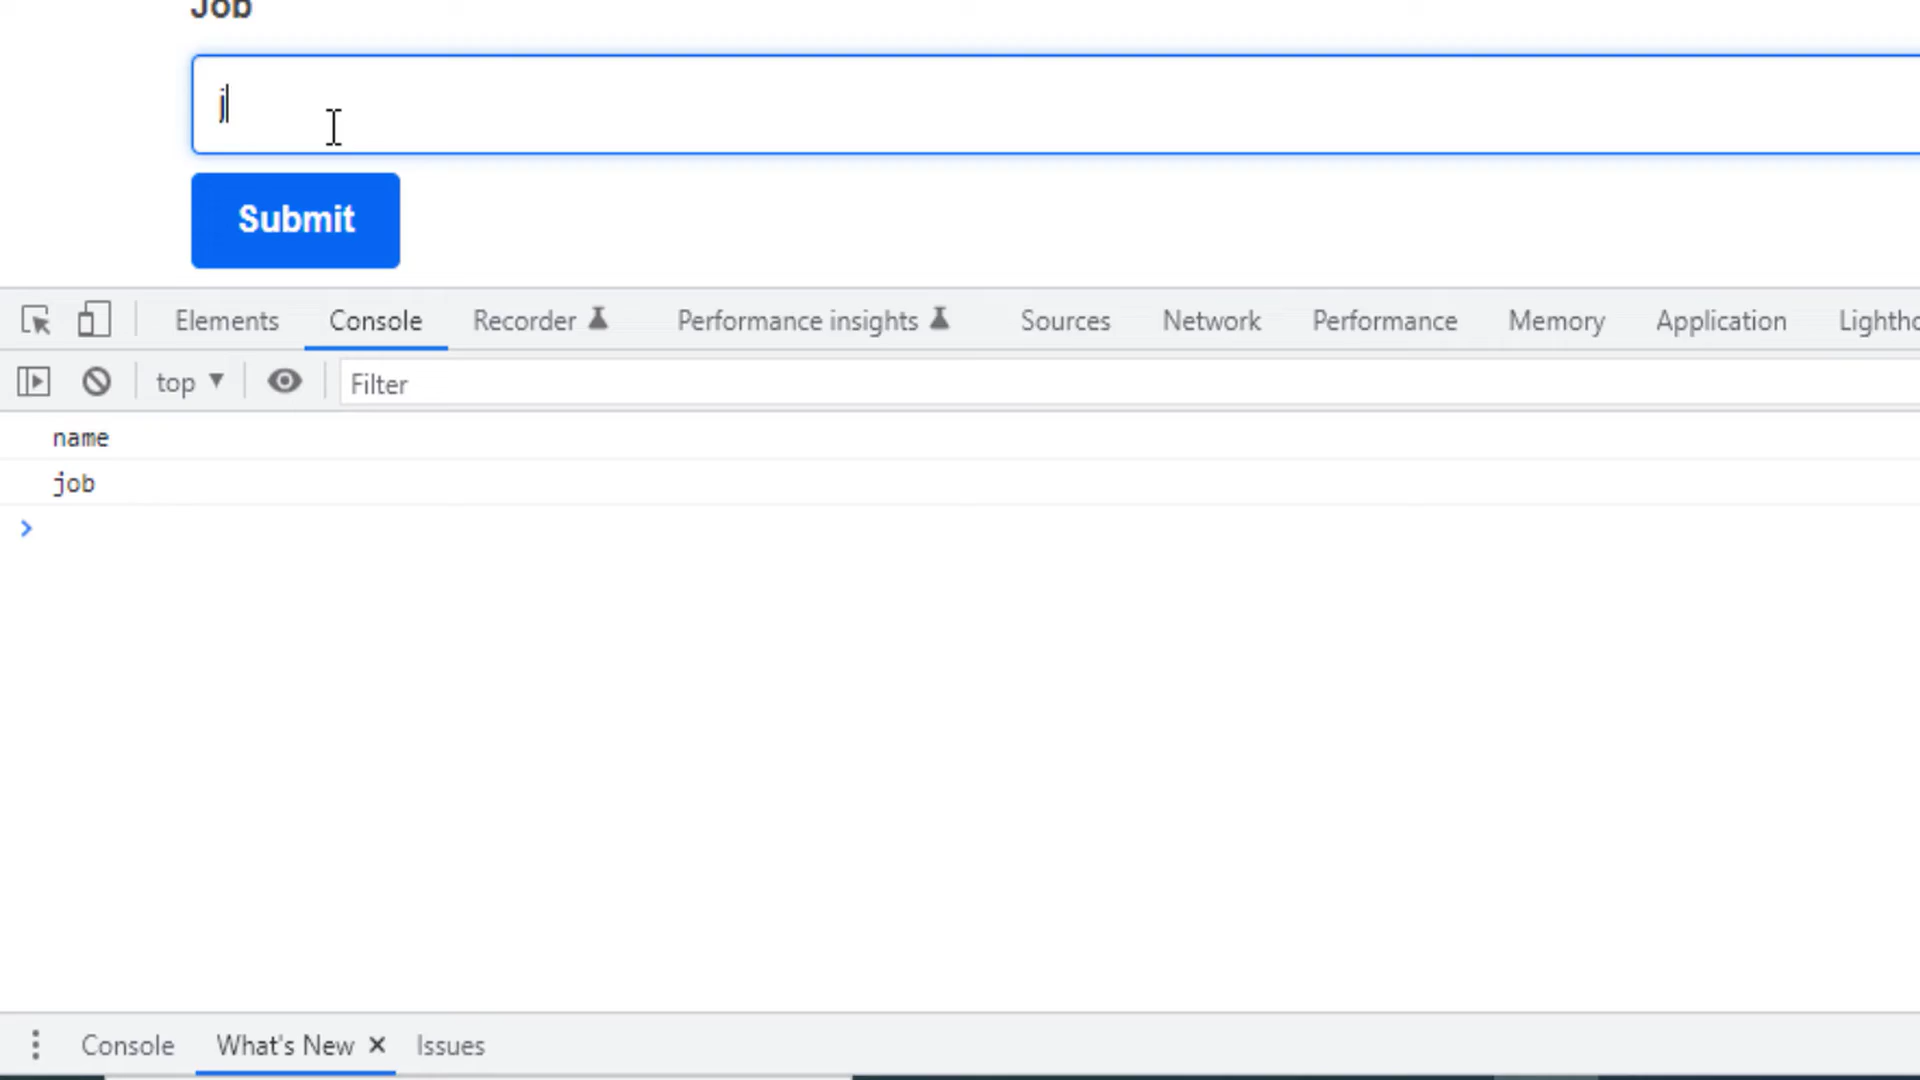 Job
j
Submit
Elements Console Recorder Performance insights Sources Network Performance Memory Application Lighthc
top Filter
name
job
Console What's New Issues